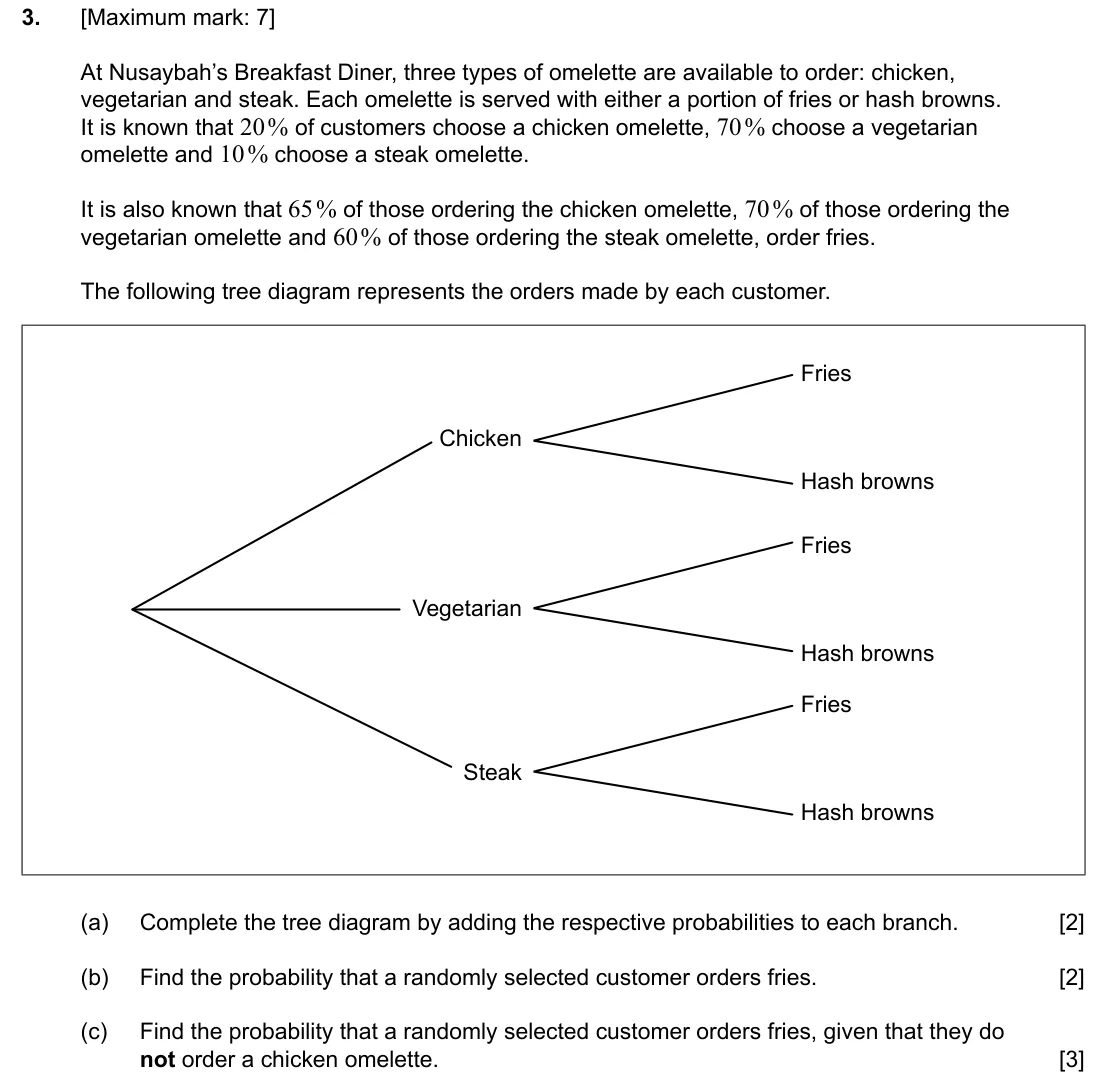 3. [Maximum mark: 7]
At Nusaybah’s Breakfast Diner, three types of omelette are available to order: chicken,
vegetarian and steak. Each omelette is served with either a portion of fries or hash browns.
It is known that 20% of customers choose a chicken omelette, 70% choose a vegetarian
omelette and 10% choose a steak omelette.
It is also known that 65% of those ordering the chicken omelette, 70% of those ordering the
vegetarian omelette and 60% of those ordering the steak omelette, order fries.
The following tree diagram represents the orders made by each customer.
Fries
Chicken
Hash browns
Fries
Vegetarian
Hash browns
Fries
Steak
Hash browns
(a) Complete the tree diagram by adding the respective probabilities to each branch. [2]
(b) Find the probability that a randomly selected customer orders fries. [2]
(c) Find the probability that a randomly selected customer orders fries, given that they do
not order a chicken omelette. [3]